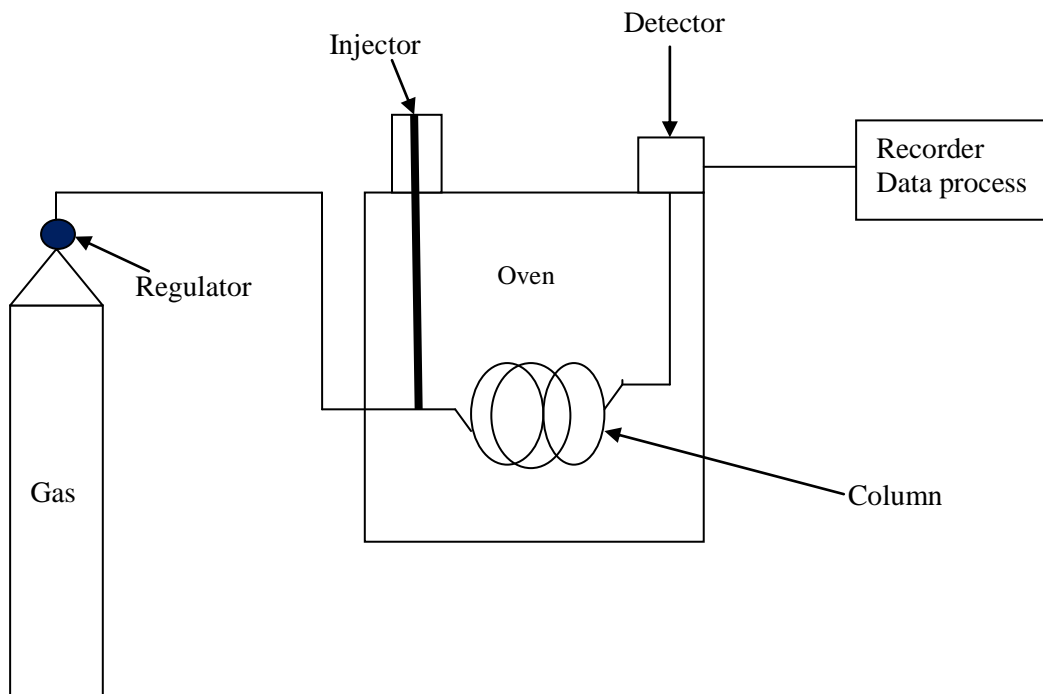 Detector
Injector
Recorder
Data process
Oven
Regulator
Gas
Column